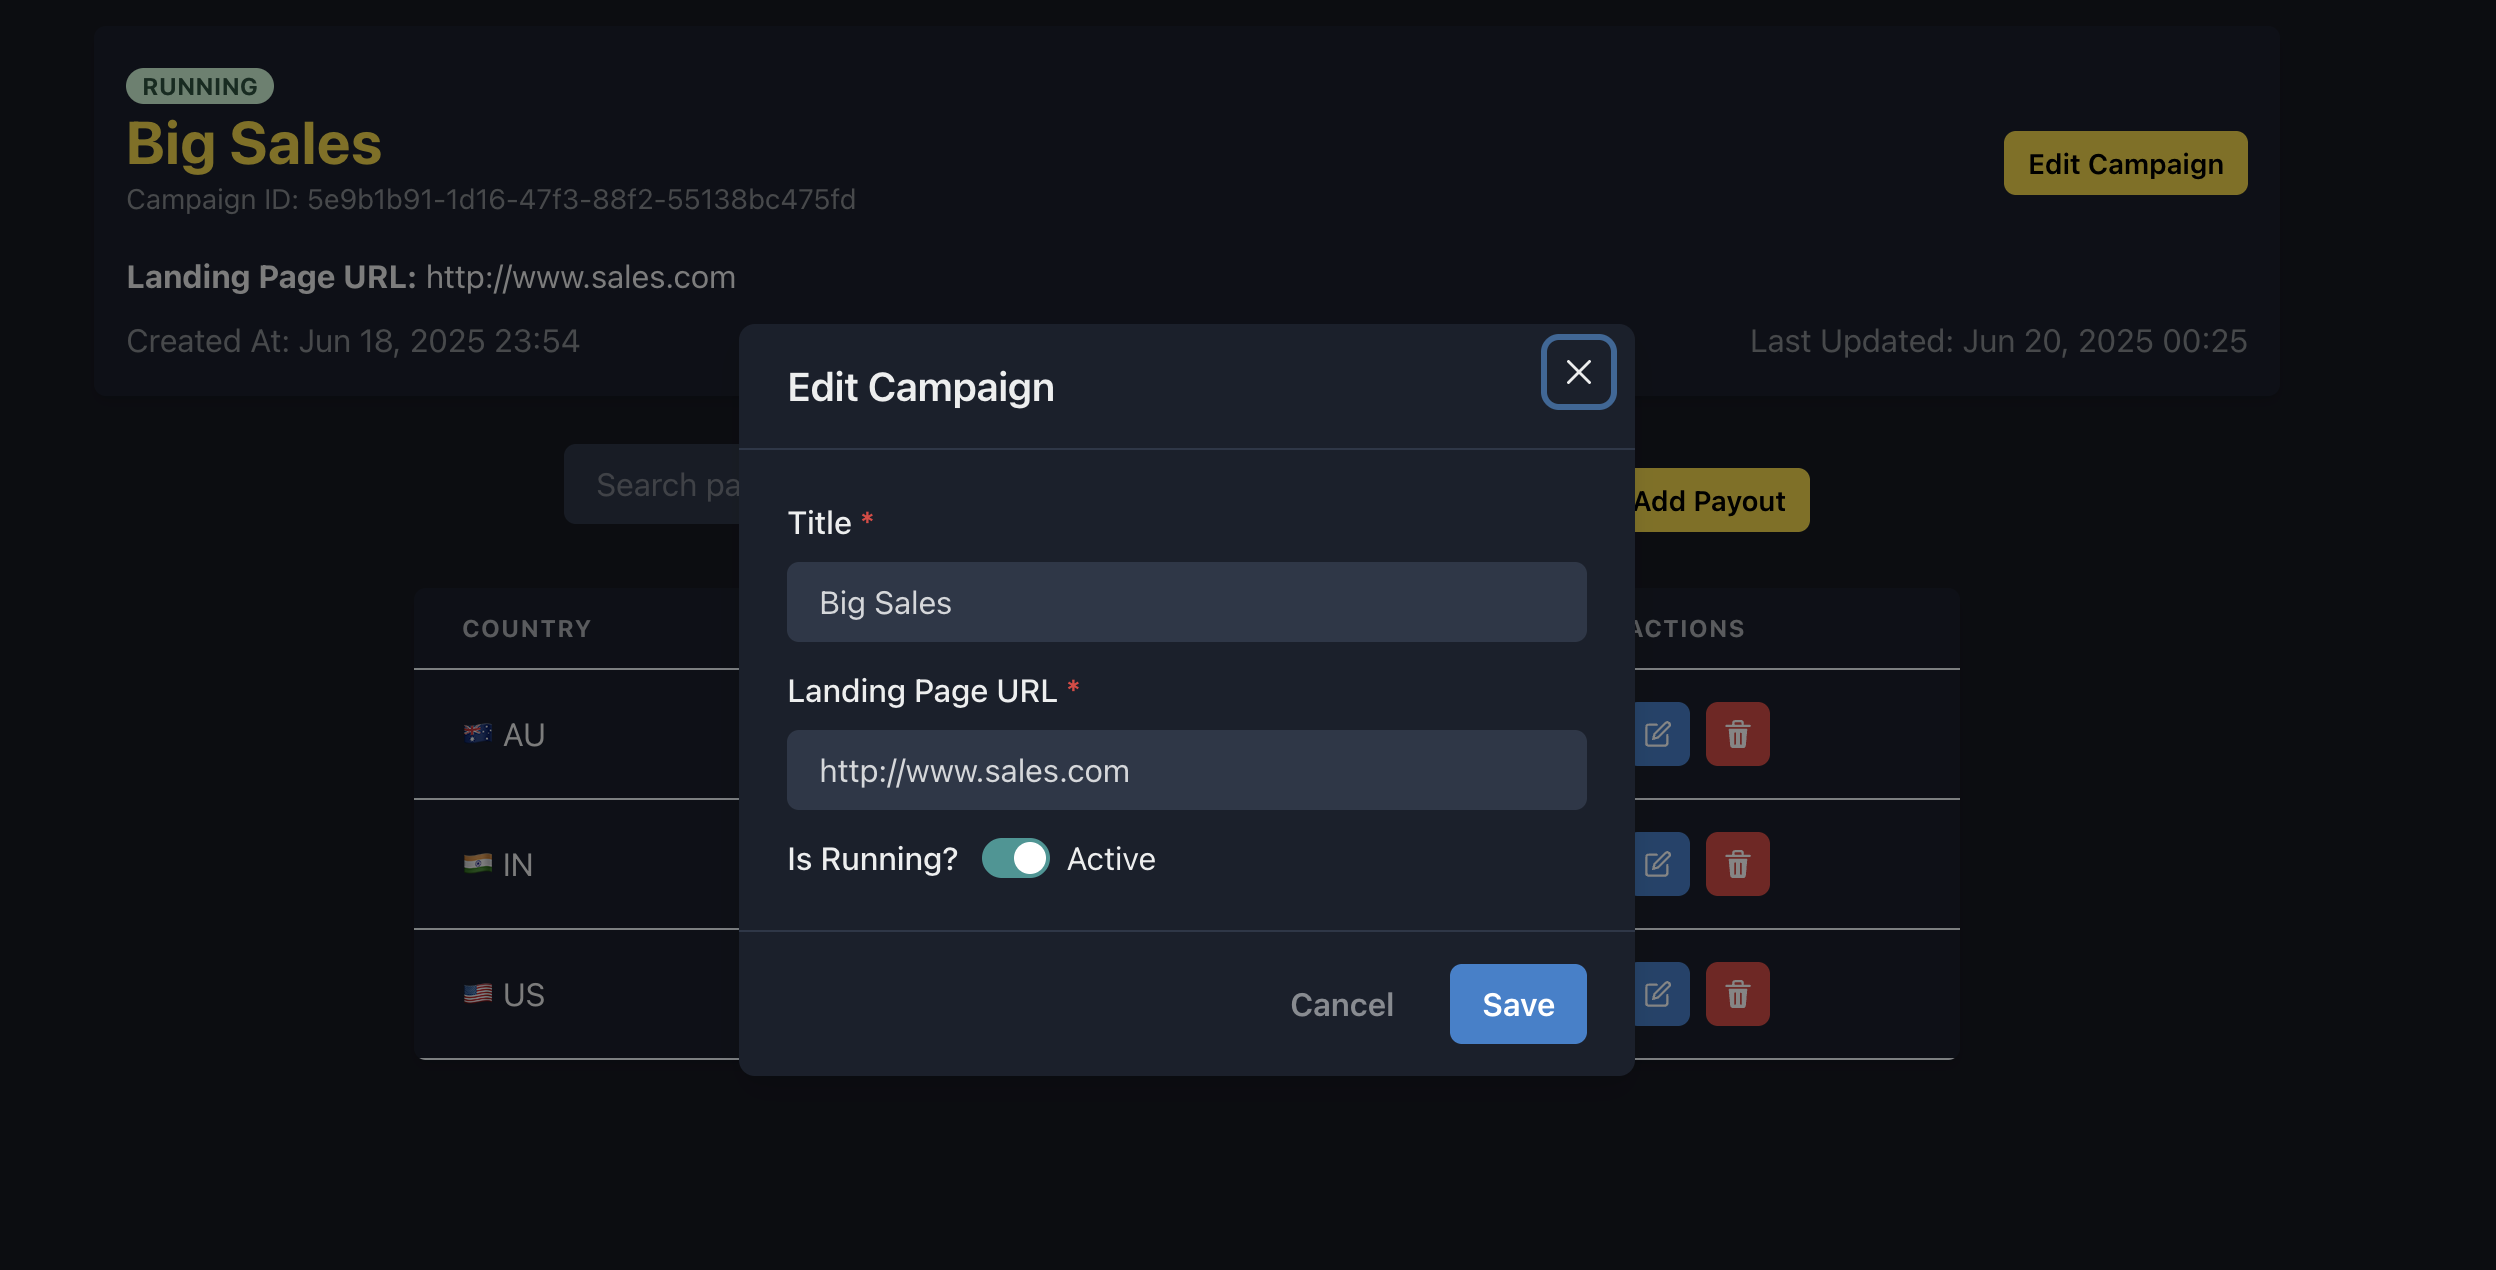 RUNNING
Big Sales
Edit Campaign
Campaign ID: 5e9b1b91-1d16-47f3-88f2-55138bc475fd
Landing Page URL: http://www.sales.com
Created At: Jun 18, 2025 23:54
Last Updated: Jun 20, 2025 00:25
Edit Campaign
Search pa
Add Payout
Title *
Big Sales
COUNTRY
ACTIONS
Landing Page URL *
AU
http://www.sales.com
Is Running? Active
IN
US
Cancel
Save